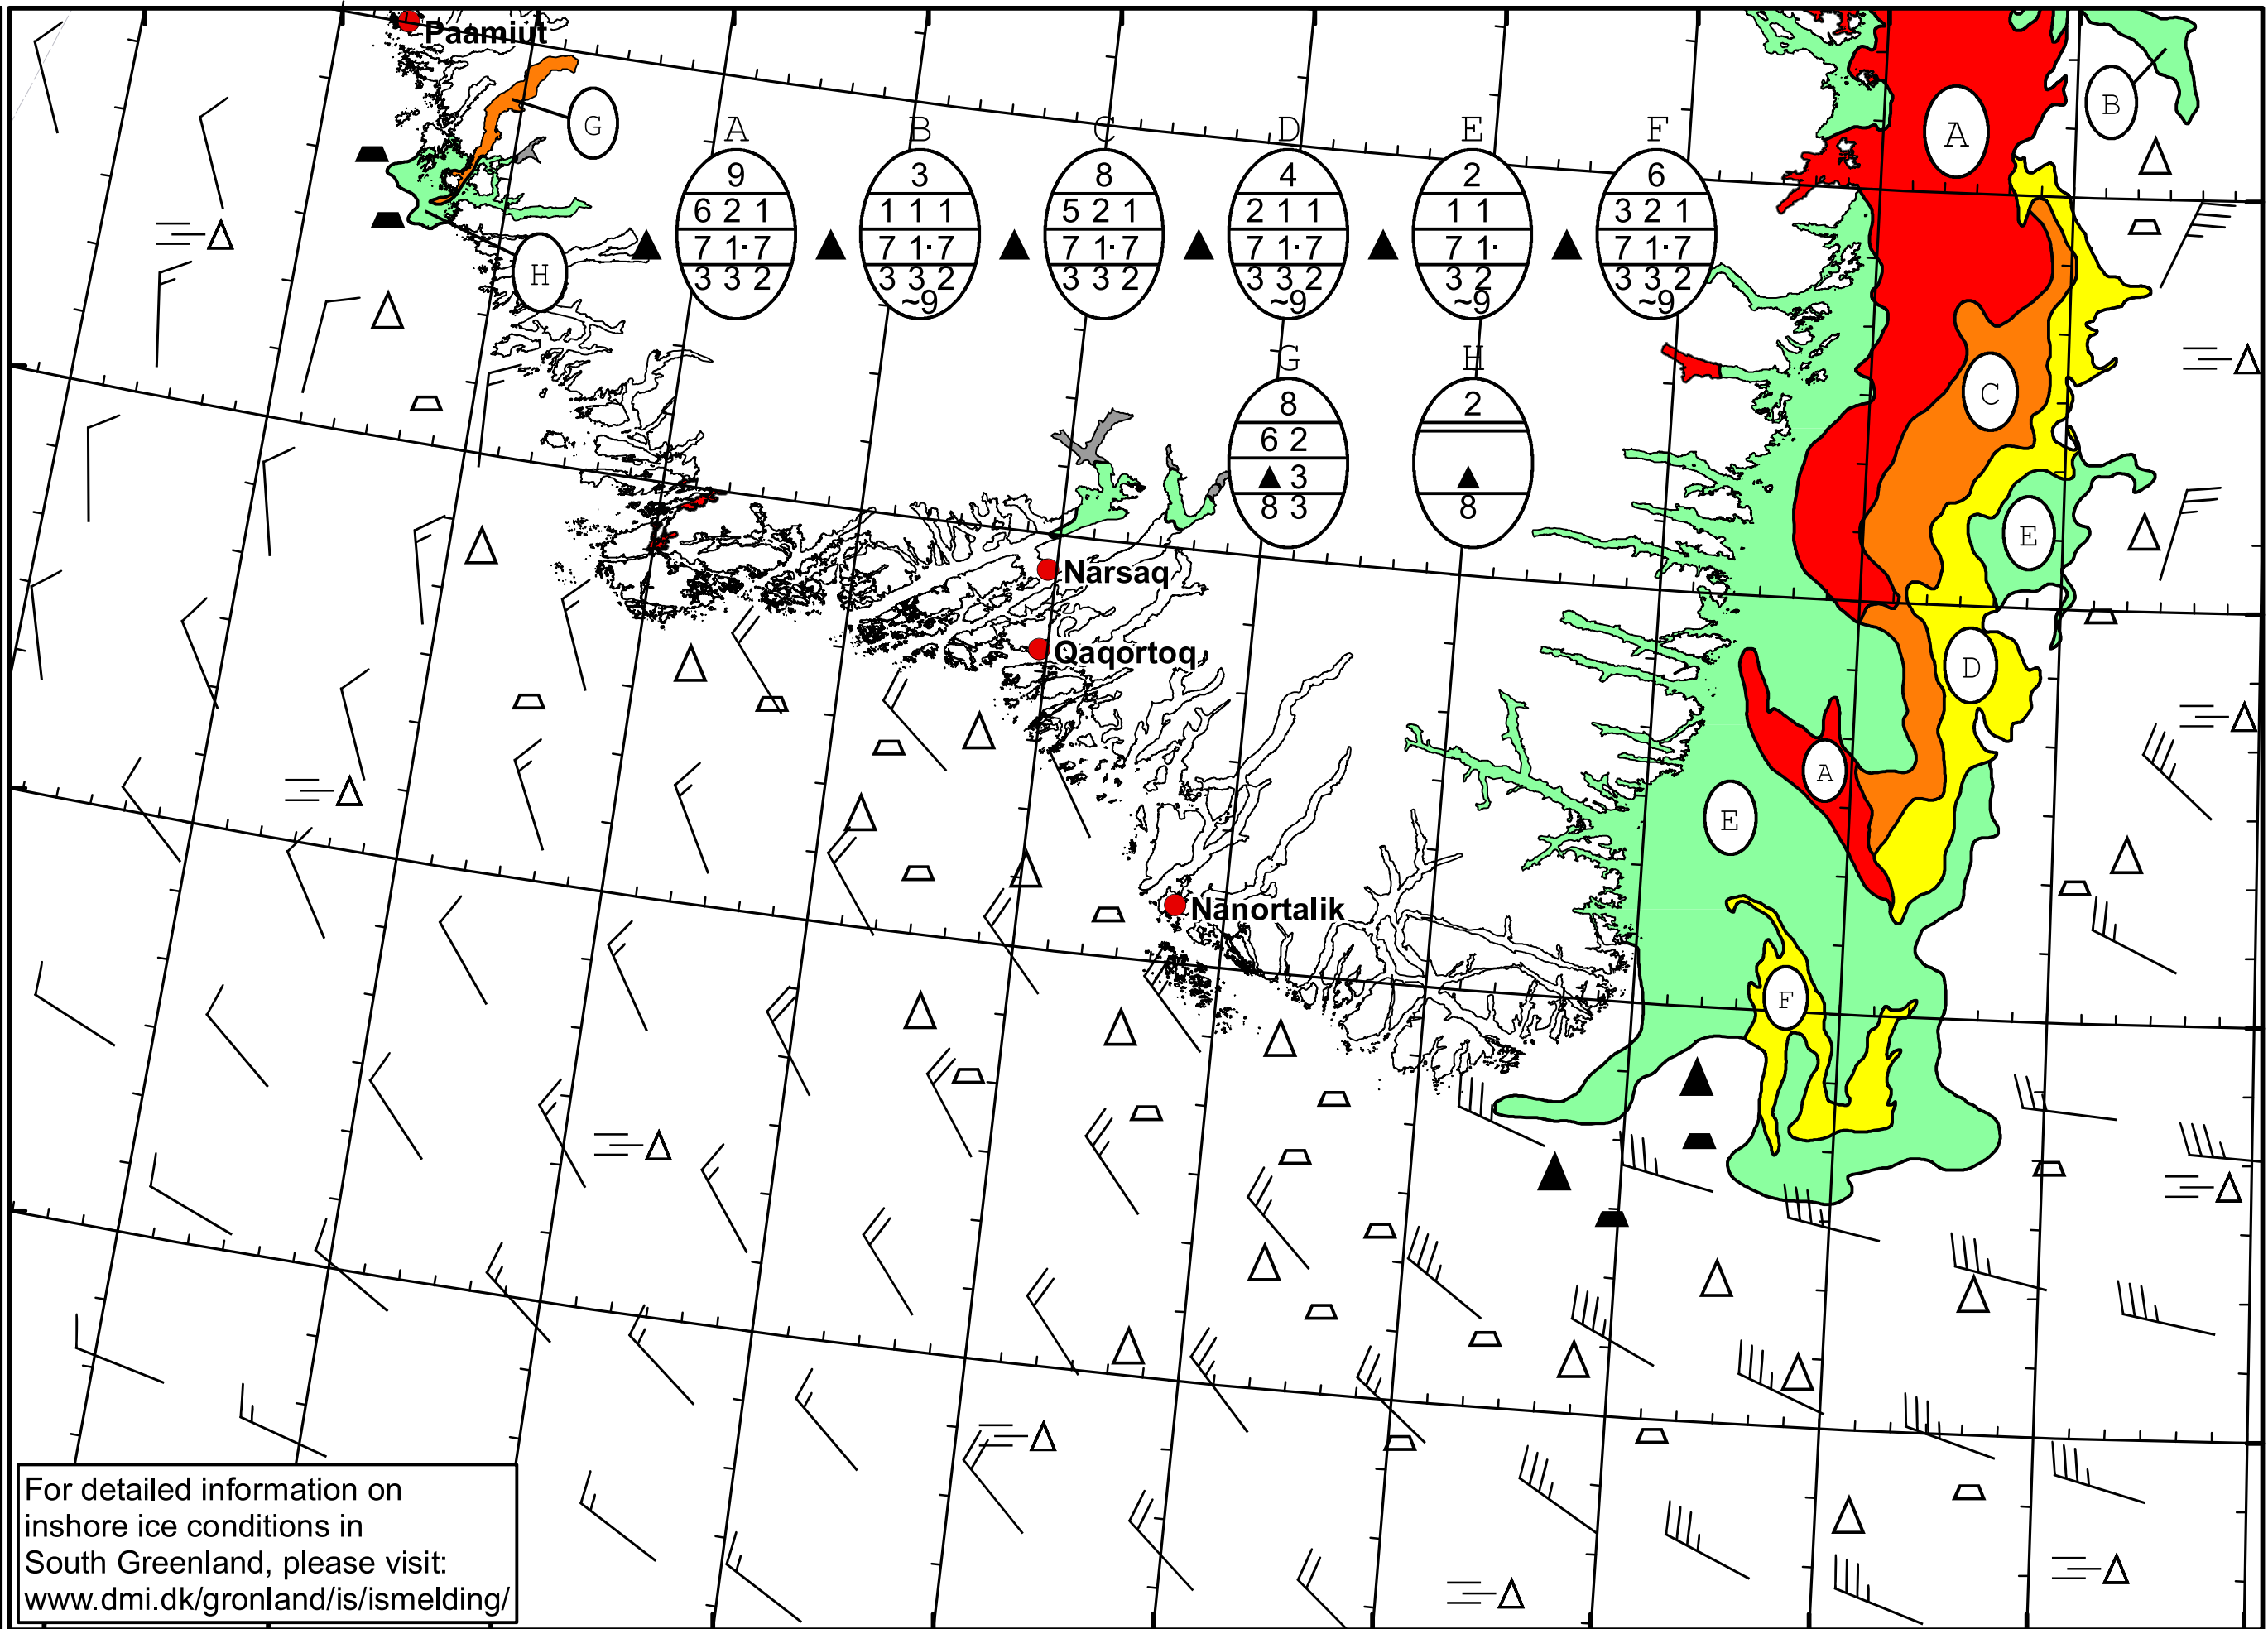 Paamiut
G
A
B
A B C D E F
9 3 8 4 2 6
6 2 1 1 1 1 5 2 1 2 1 1 1 1 3 2 1
7 1· 7 7 1· 7 7 1· 7 7 1· 7 7 1· 7 1· 7
3 3 2 3 3 2 3 3 2 3 3 2 3 2 3 3 2
~9 ~9 ~9 ~9
H
G H
8 2
6 2
3
8 3 8
C
E
Narsaq
Qaqortoq
D
A
E
Nanortalik
F
For detailed information on
inshore ice conditions in
South Greenland, please visit:
www.dmi.dk/gronland/is/ismelding/